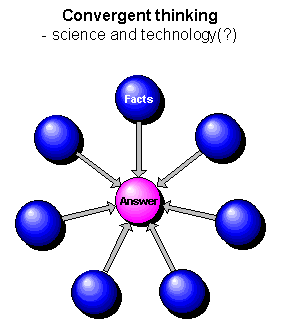 Convergent thinking
- science and technology(?)
Facts
Answer